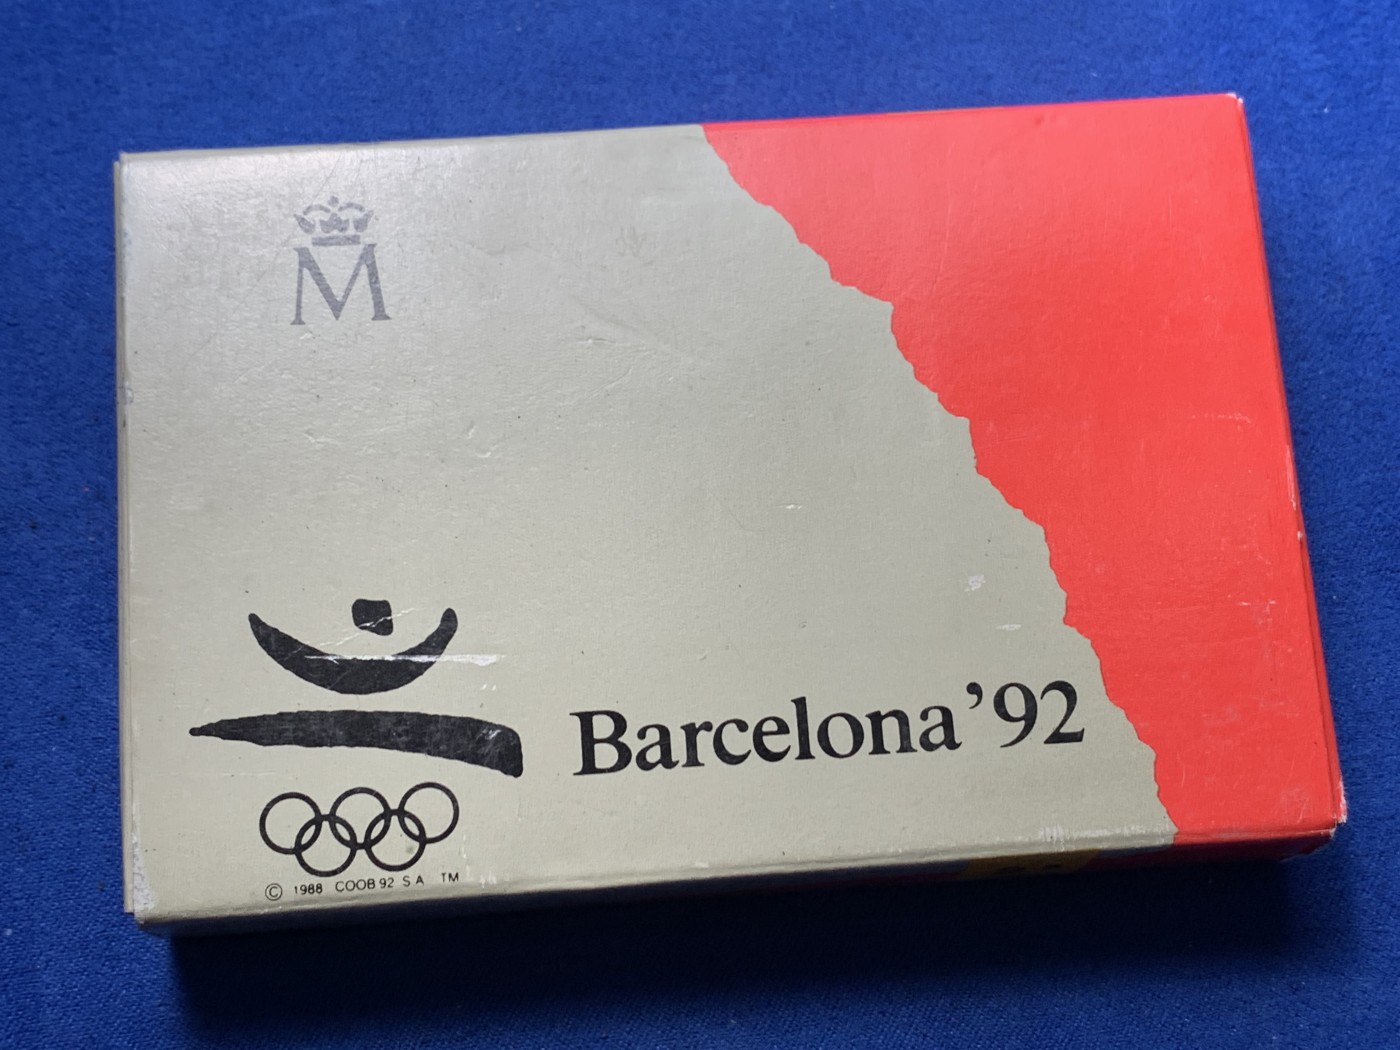 M
Barcelona '92
© 1988 COOB 92 S A TM